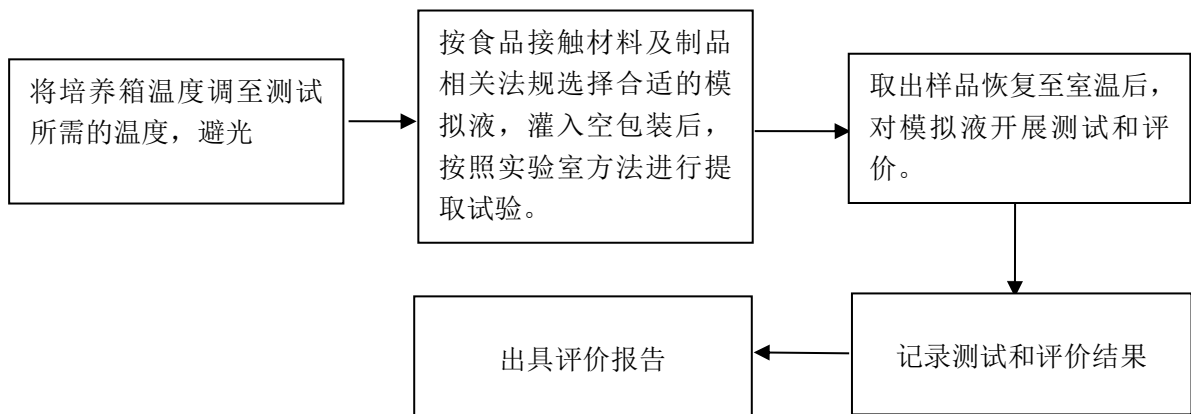 将培养箱温度调至测试
所需的温度，避光
按食品接触材料及制品
相关法规选择合适的模
拟液，灌入空包装后，
按照实验室方法进行提
取试验。
取出样品恢复至室温后，
对模拟液开展测试和评
价。
记录测试和评价结果
出具评价报告